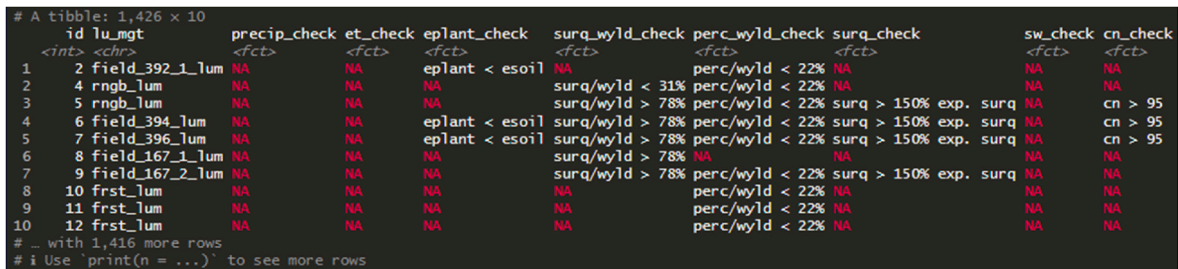 # A tibble: 1,426 × 10
id lu_mgt precip_check et_check eplant_check surq_wyld_check perc_wyld_check surq_check sw_check cn_check
<int> <chr> <fct> <fct> <fct> <fct> <fct> <fct> <fct> <fct>
1 2 field_392_1_lum NA NA eplant < esoil NA perc/wyld < 22% NA NA NA
2 4 rngb_lum NA NA NA surq/wyld < 31% perc/wyld < 22% NA NA NA
3 5 rngb_lum NA NA NA surq/wyld > 78% perc/wyld < 22% surq > 150% exp. surq NA cn > 95
4 6 field_394_lum NA NA eplant < esoil surq/wyld > 78% perc/wyld < 22% surq > 150% exp. surq NA cn > 95
5 7 field_396_lum NA NA eplant < esoil surq/wyld > 78% perc/wyld < 22% surq > 150% exp. surq NA cn > 95
6 8 field_167_1_lum NA NA NA surq/wyld > 78% NA NA NA NA
7 9 field_167_2_lum NA NA NA surq/wyld > 78% perc/wyld < 22% surq > 150% exp. surq NA NA
8 10 frst_lum NA NA NA NA perc/wyld < 22% NA NA NA
9 11 frst_lum NA NA NA NA perc/wyld < 22% NA NA NA
10 12 frst_lum NA NA NA NA perc/wyld < 22% NA NA NA
# … with 1,416 more rows
# ℹ Use `print(n = ...)` to see more rows